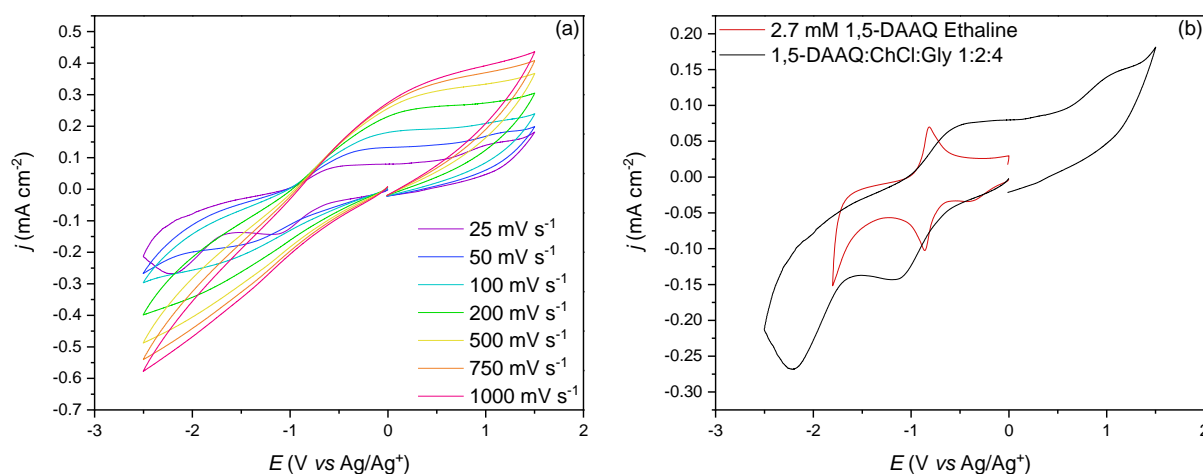 (a)
0.5
0.4
0.3
0.2
0.1
0.0
-0.1
-0.2
-0.3
-0.4
-0.5
-0.6
-0.7
j (mA cm⁻²)
25 mV s⁻¹
50 mV s⁻¹
100 mV s⁻¹
200 mV s⁻¹
500 mV s⁻¹
750 mV s⁻¹
1000 mV s⁻¹
-3 -2 -1 0 1 2
E (V vs Ag/Ag⁺)
(b)
2.7 mM 1,5-DAAQ Ethaline
1,5-DAAQ:ChCl:Gly 1:2:4
0.20
0.15
0.10
0.05
0.00
-0.05
-0.10
-0.15
-0.20
-0.25
-0.30
j (mA cm⁻²)
-3 -2 -1 0 1 2
E (V vs Ag/Ag⁺)